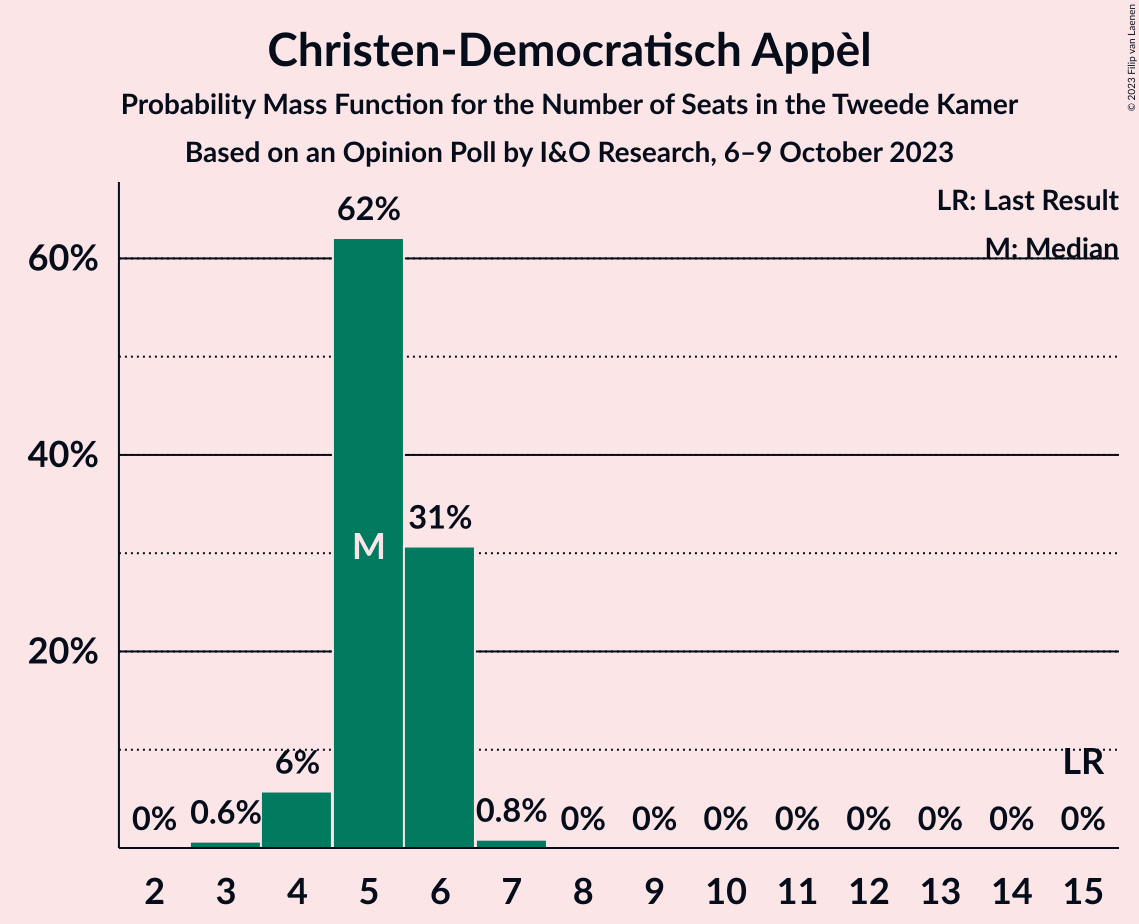 Christen-Democratisch Appèl
Probability Mass Function for the Number of Seats in the Tweede Kamer
Based on an Opinion Poll by I&O Research, 6–9 October 2023
© 2023 Filip van Laenen
LR: Last Result
M: Median
60%
40%
20%
0%
0.6%
6%
62%
M
31%
0.8%
0%
0%
0%
0%
0%
0%
0%
LR
0%
2 3 4 5 6 7 8 9 10 11 12 13 14 15